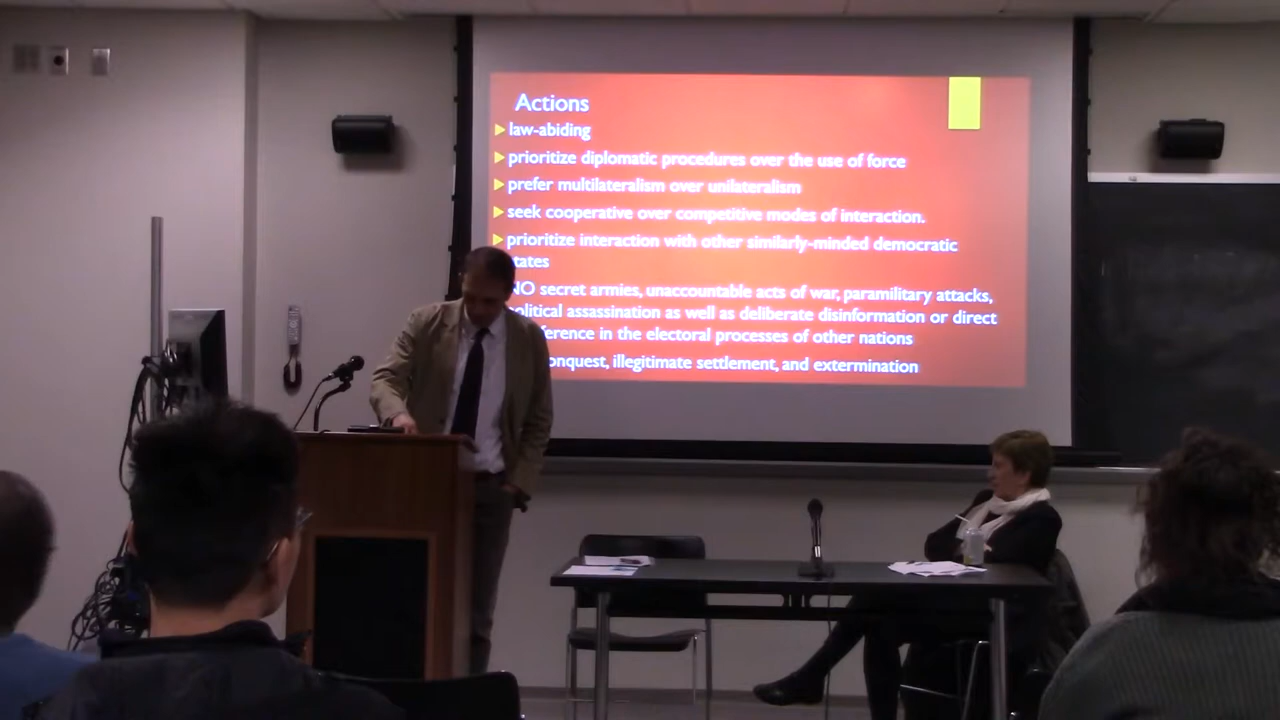 Actions
law-abiding
prioritize diplomatic procedures over the use of force
prefer multilateralism over unilateralism
seek cooperative over competitive modes of interaction.
prioritize interaction with other similarly-minded democratic
tates
NO secret armies, unaccountable acts of war, paramilitary attacks,
olitical assassination as well as deliberate disinformation or direct
ference in the electoral processes of other nations
onquest, illegitimate settlement, and extermination